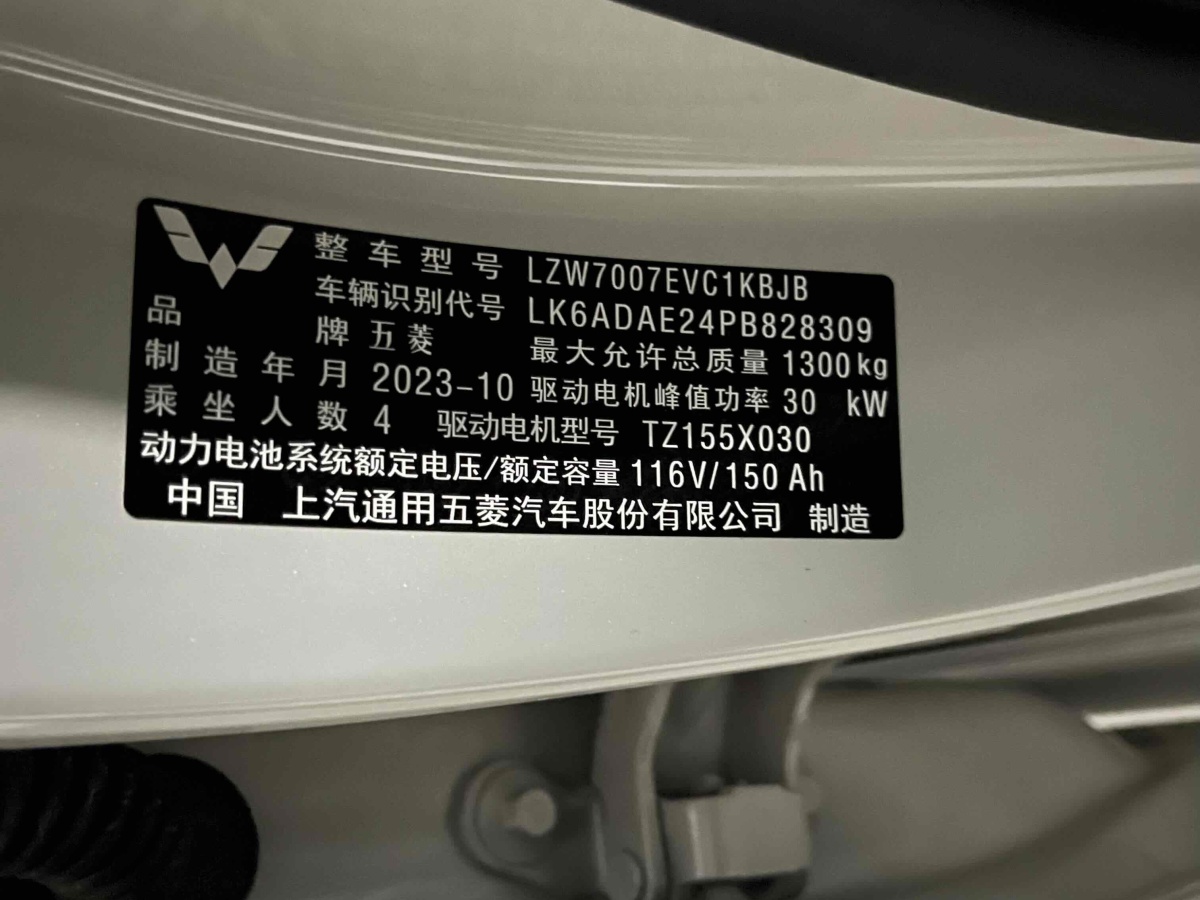 整车型号 LZW7007EVC1KBJB
车辆识别代号 LK6ADAE24PB828309
品牌 五菱 最大允许总质量 1300kg
制造年月 2023-10 驱动电机峰值功率 30 kW
乘坐人数 4 驱动电机型号 TZ155X030
动力电池系统额定电压/额定容量 116V/150 Ah
中国 上汽通用五菱汽车股份有限公司 制造